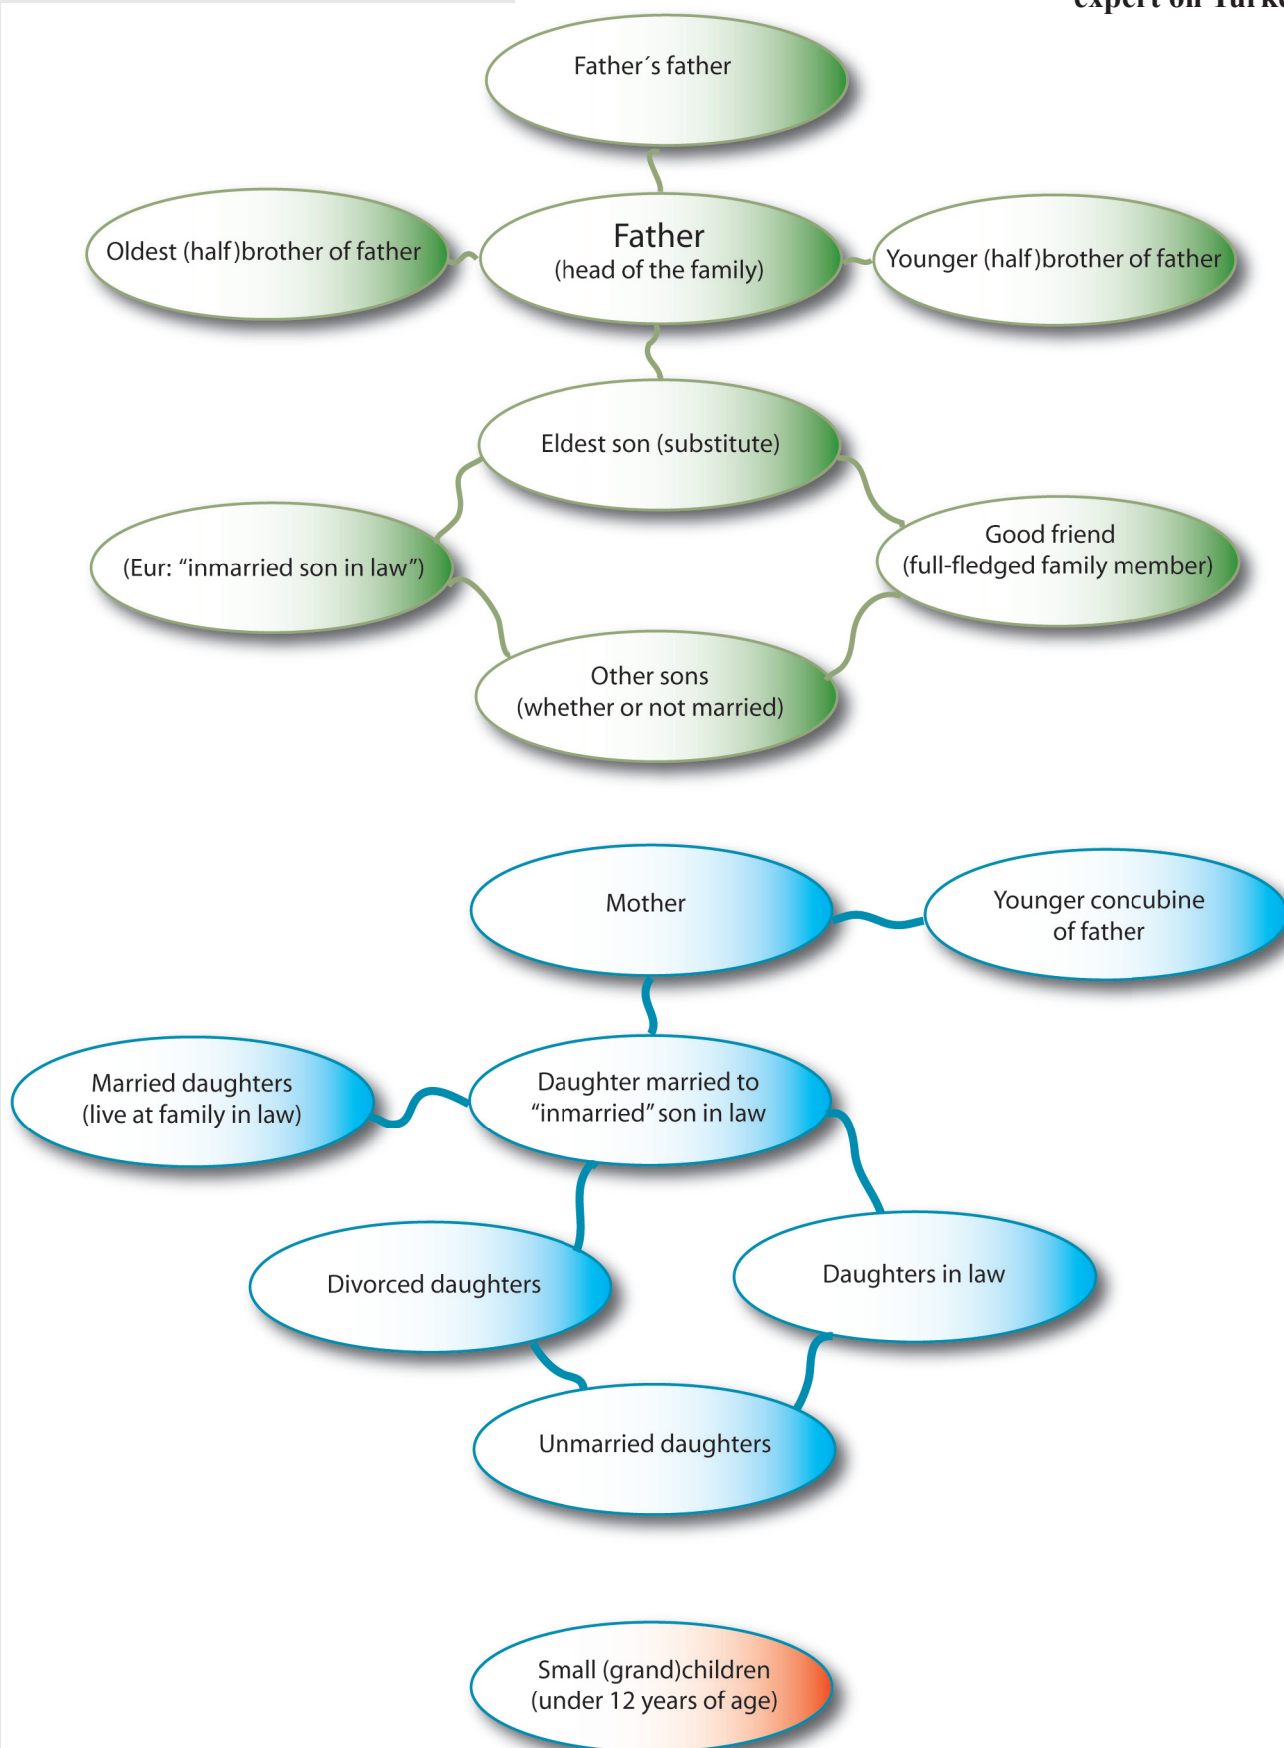 expert on Turk
Father´s father
Oldest (half)brother of father
Father
(head of the family)
Younger (half)brother of father
Eldest son (substitute)
(Eur: “inmarried son in law”)
Good friend
(full-fledged family member)
Other sons
(whether or not married)
Mother
Younger concubine
of father
Married daughters
(live at family in law)
Daughter married to
“inmarried” son in law
Divorced daughters
Daughters in law
Unmarried daughters
Small (grand)children
(under 12 years of age)